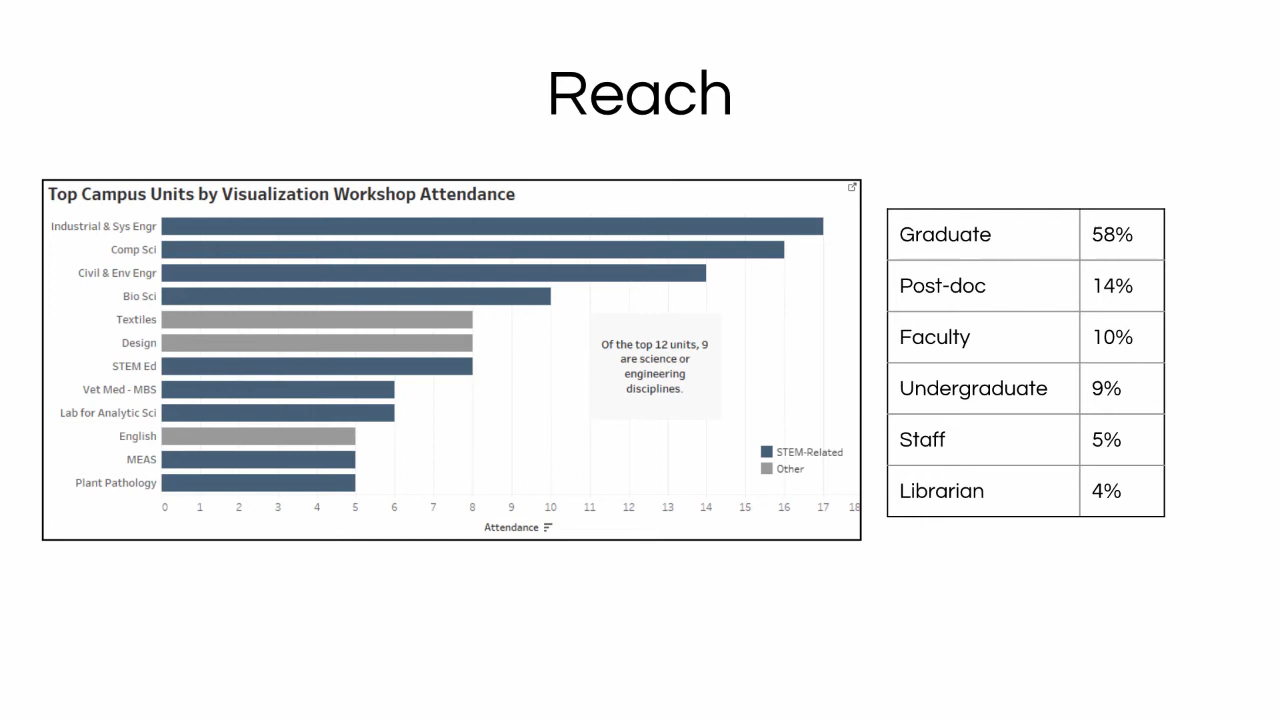 Reach
Top Campus Units by Visualization Workshop Attendance
Industrial & Sys Engr
Comp Sci
Civil & Env Engr
Bio Sci
Textiles
Design
STEM Ed
Vet Med - MBS
Lab for Analytic Sci
English
MEAS
Plant Pathology
Of the top 12 units, 9
are science or
engineering
disciplines.
STEM-Related
Other
0 1 2 3 4 5 6 7 8 9 10 11 12 13 14 15 16 17 18
Attendance
Graduate 58%
Post-doc 14%
Faculty 10%
Undergraduate 9%
Staff 5%
Librarian 4%